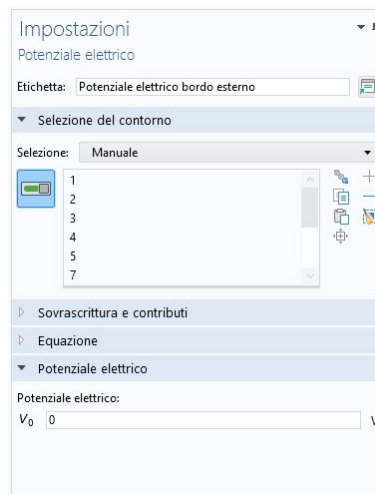 Impostazioni
Potenziale elettrico
Etichetta: Potenziale elettrico bordo esterno
Selezione del contorno
Selezione: Manuale
1
2
3
4
5
7
Sovrascrittura e contributi
Equazione
Potenziale elettrico
Potenziale elettrico:
V₀ 0 V